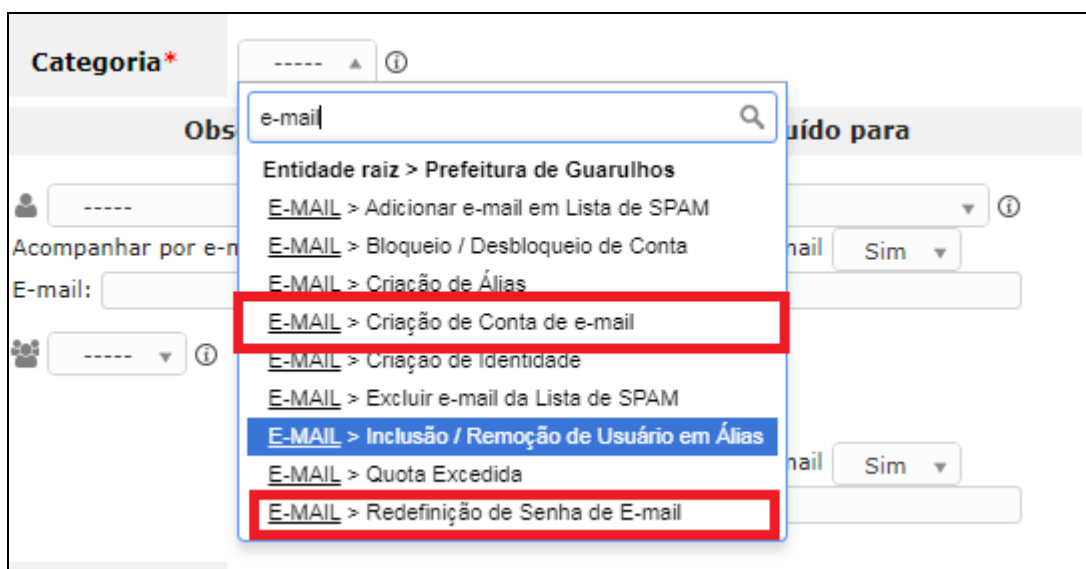 Categoria*
-----
e-mail
Obs
uído para
Entidade raiz > Prefeitura de Guarulhos
-----
E-MAIL > Adicionar e-mail em Lista de SPAM
Acompanhar por e-m
E-MAIL > Bloqueio / Desbloqueio de Conta
mail
Sim
E-mail:
E-MAIL > Criação de Álias
E-MAIL > Criação de Conta de e-mail
-----
E-MAIL > Criação de Identidade
E-MAIL > Excluir e-mail da Lista de SPAM
E-MAIL > Inclusão / Remoção de Usuário em Álias
E-MAIL > Quota Excedida
mail
Sim
E-MAIL > Redefinição de Senha de E-mail